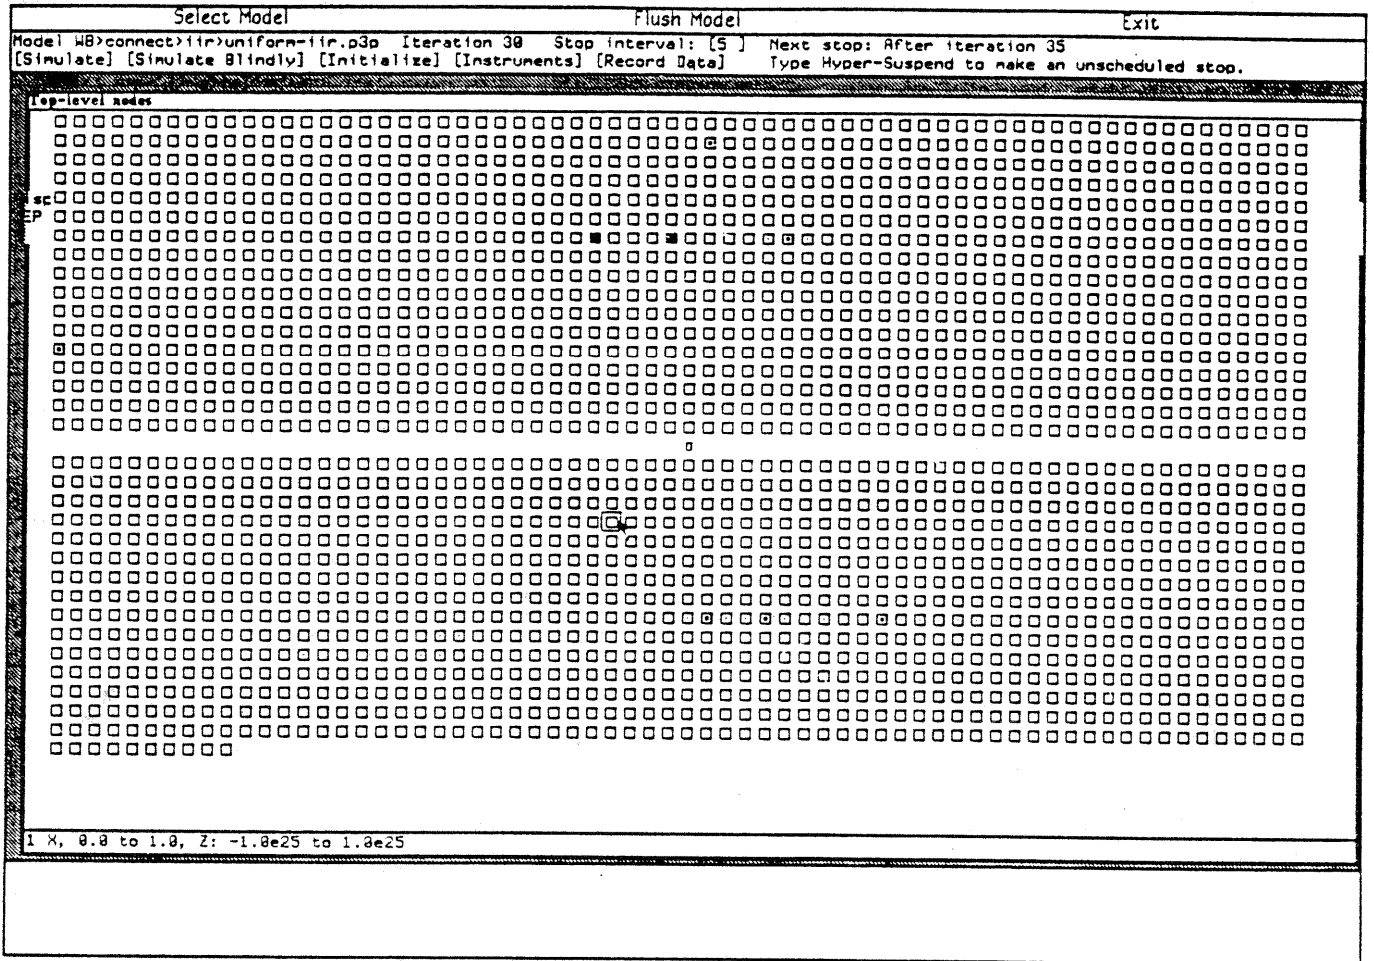 Select Model Flush Model Exit
Model WB>connect>iir>uniform-iir.p3p Iteration 30 Stop interval: [5 ] Next stop: After iteration 35
[Simulate] [Simulate Blindly] [Initialize] [Instruments] [Record Data] Type Hyper-Suspend to make an unscheduled stop.
Top-level nodes
sc
EP
1 X, 0.0 to 1.0, Z: -1.0e25 to 1.0e25